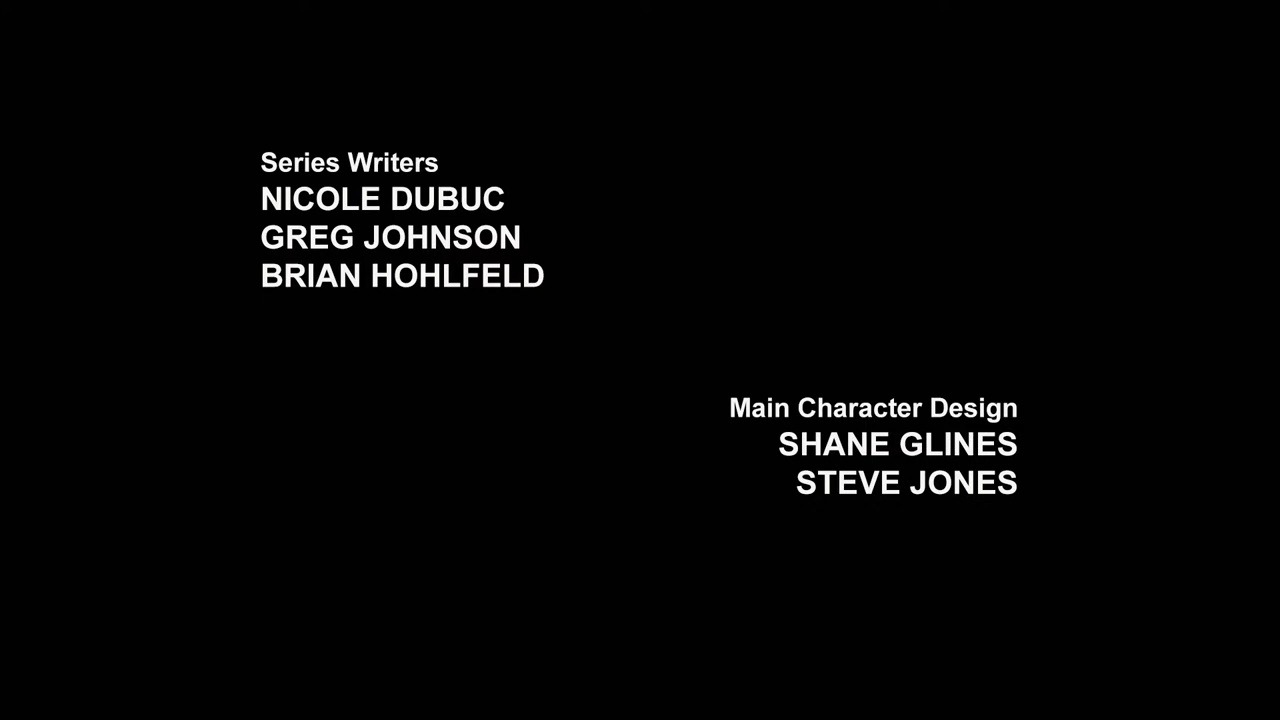 Series Writers
NICOLE DUBUC
GREG JOHNSON
BRIAN HOHLFELD
Main Character Design
SHANE GLINES
STEVE JONES